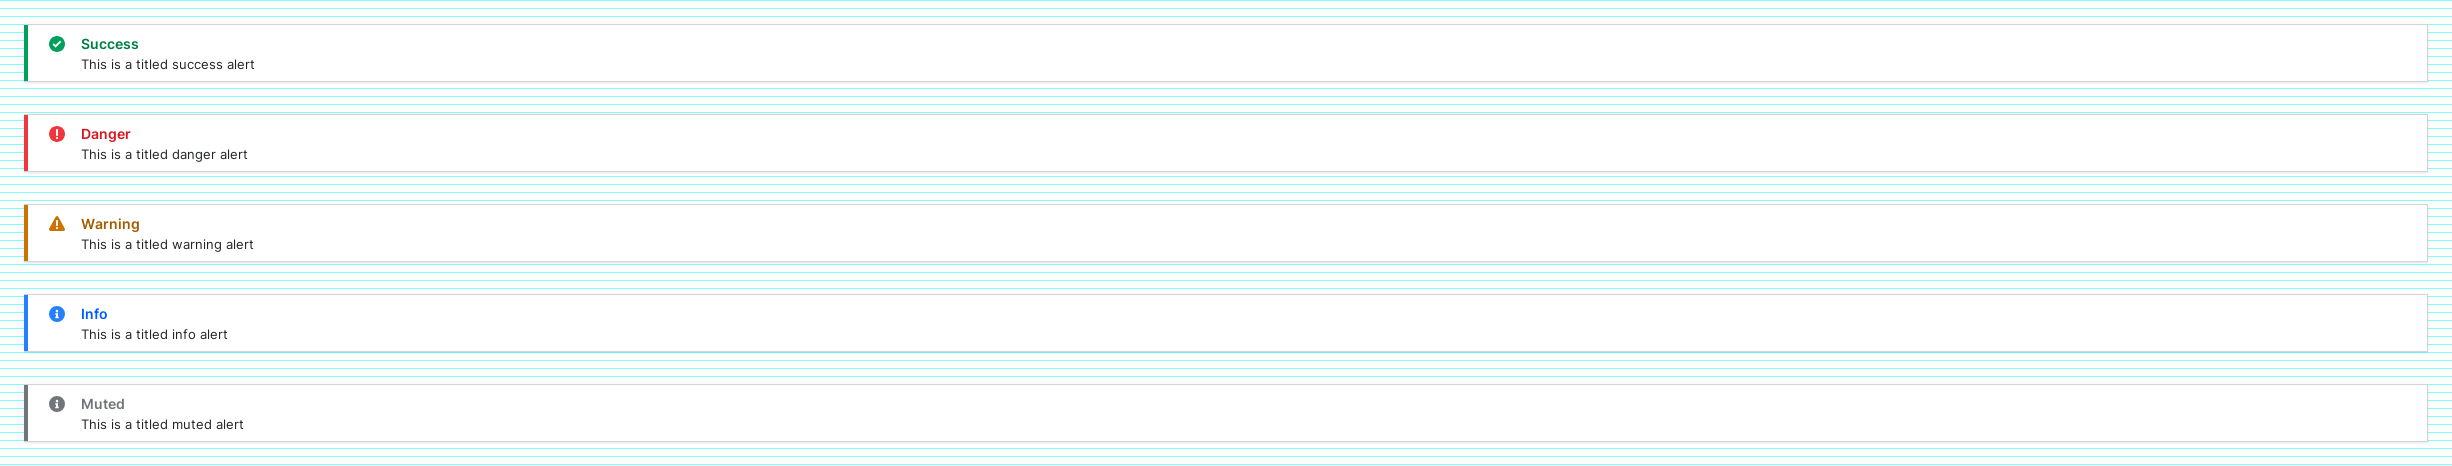 Success
This is a titled success alert
Danger
This is a titled danger alert
Warning
This is a titled warning alert
Info
This is a titled info alert
Muted
This is a titled muted alert